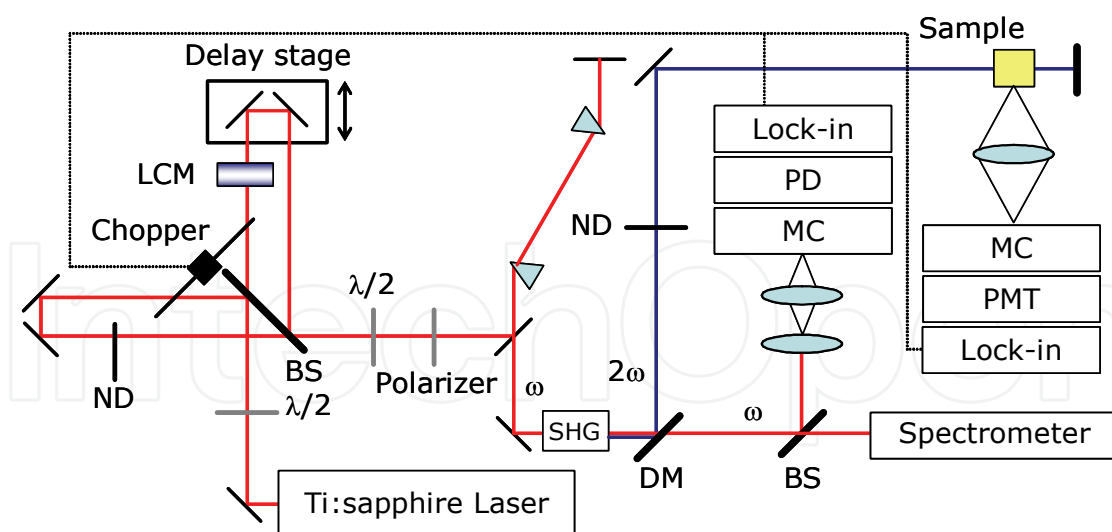 Sample
Delay stage
Lock-in
LCM
PD
ND
MC
Chopper
MC
λ/2
PMT
Lock-in
BS
Polarizer
ω
2ω
ND
λ/2
SHG
ω
Spectrometer
DM
BS
Ti:sapphire Laser
IntechOpen